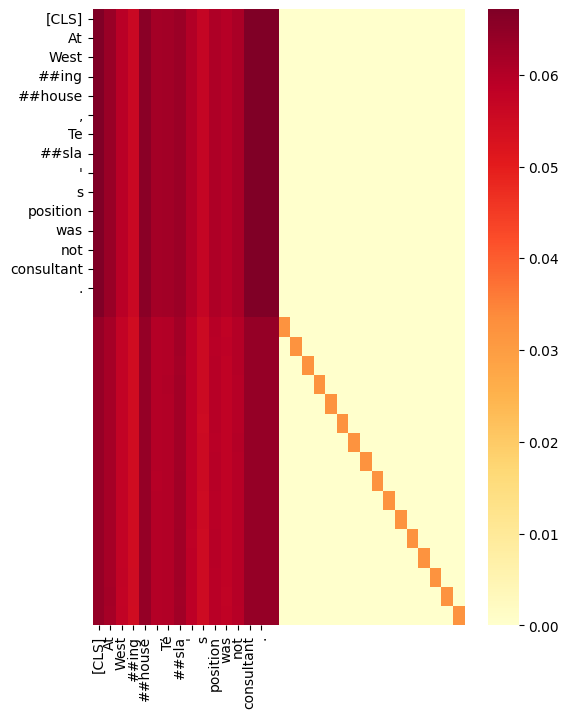 [CLS]
At
West
##ing
##house
,
Te
##sla
'
s
position
was
not
consultant
.
0.06
0.05
0.04
0.03
0.02
0.01
0.00
[CLS]
At
West
##ing
##house
,
Te
##sla
'
s
position
was
not
consultant
.